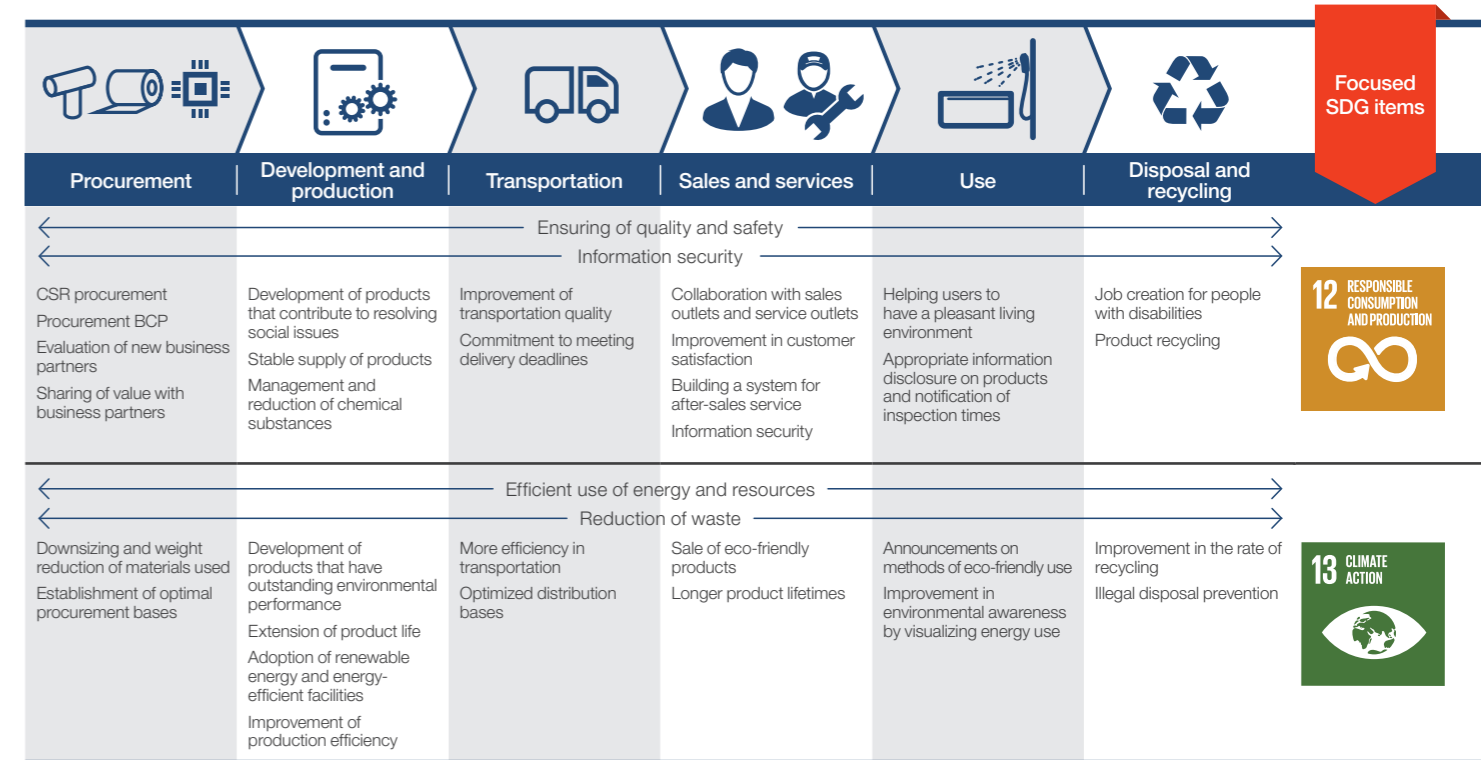 Focused
SDG items
Procurement
Development and
production
Transportation
Sales and services
Use
Disposal and
recycling
Ensuring of quality and safety
Information security
CSR procurement
Procurement BCP
Evaluation of new business
partners
Sharing of value with
business partners
Development of products
that contribute to resolving
social issues
Stable supply of products
Management and
reduction of chemical
substances
Improvement of
transportation quality
Commitment to meeting
delivery deadlines
Collaboration with sales
outlets and service outlets
Improvement in customer
satisfaction
Building a system for
after-sales service
Information security
Helping users to
have a pleasant living
environment
Appropriate information
disclosure on products
and notification of
inspection times
Job creation for people
with disabilities
Product recycling
12 RESPONSIBLE
CONSUMPTION
AND PRODUCTION
Efficient use of energy and resources
Reduction of waste
Downsizing and weight
reduction of materials used
Establishment of optimal
procurement bases
Development of
products that have
outstanding environmental
performance
Extension of product life
Adoption of renewable
energy and energy-
efficient facilities
Improvement of
production efficiency
More efficiency in
transportation
Optimized distribution
bases
Sale of eco-friendly
products
Longer product lifetimes
Announcements on
methods of eco-friendly use
Improvement in
environmental awareness
by visualizing energy use
Improvement in the rate of
recycling
Illegal disposal prevention
13 CLIMATE
ACTION